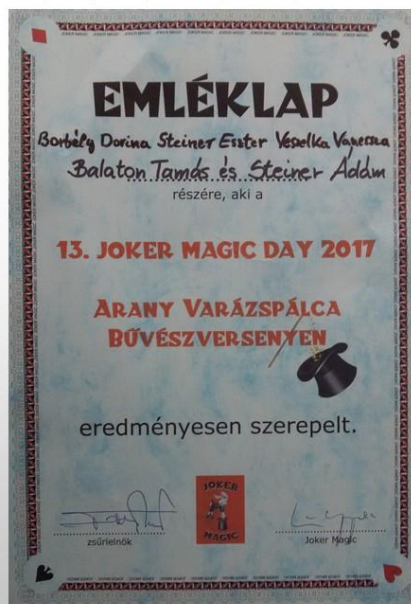 EMLÉKLAP
Borbély Dorina Steiner Eszter Veselka Vanessa
Balaton Tamás és Steiner Ádám
részére, aki a
13. JOKER MAGIC DAY 2017
ARANY VARÁZSPÁLCA
BŰVÉSZVERSENYEN
eredményesen szerepelt.
JOKER
MAGIC
zsűrielnök
Joker Magic